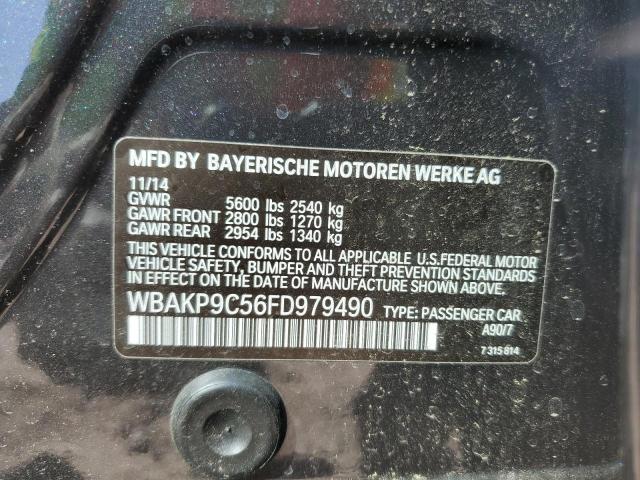 MFD BY BAYERISCHE MOTOREN WERKE AG
11/14
GVWR 5600 lbs 2540 kg
GAWR FRONT 2800 lbs 1270 kg
GAWR REAR 2954 lbs 1340 kg
THIS VEHICLE CONFORMS TO ALL APPLICABLE U.S.FEDERAL MOTOR
VEHICLE SAFETY, BUMPER AND THEFT PREVENTION STANDARDS
IN EFFECT ON THE DATE OF MANUFACTURE SHOWN ABOVE.
WBAKP9C56FD979490 TYPE: PASSENGER CAR
A90/7
7 315 814